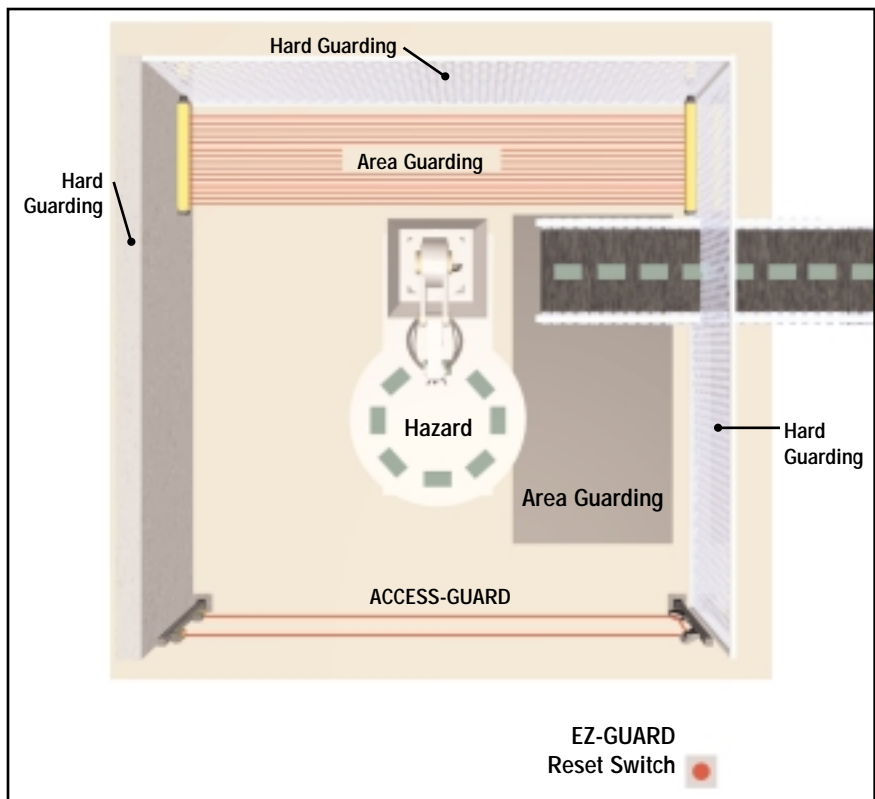 Hard Guarding
Area Guarding
Hard
Guarding
Hazard
Hard
Guarding
Area Guarding
ACCESS-GUARD
EZ-GUARD
Reset Switch